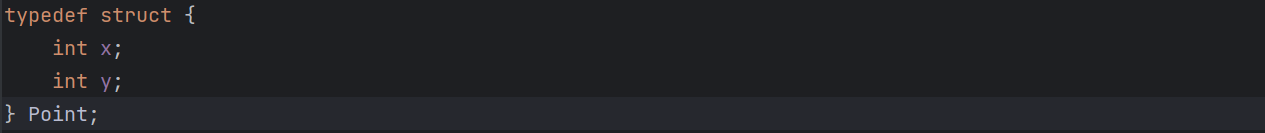 typedef struct {
    int x;
    int y;
} Point;